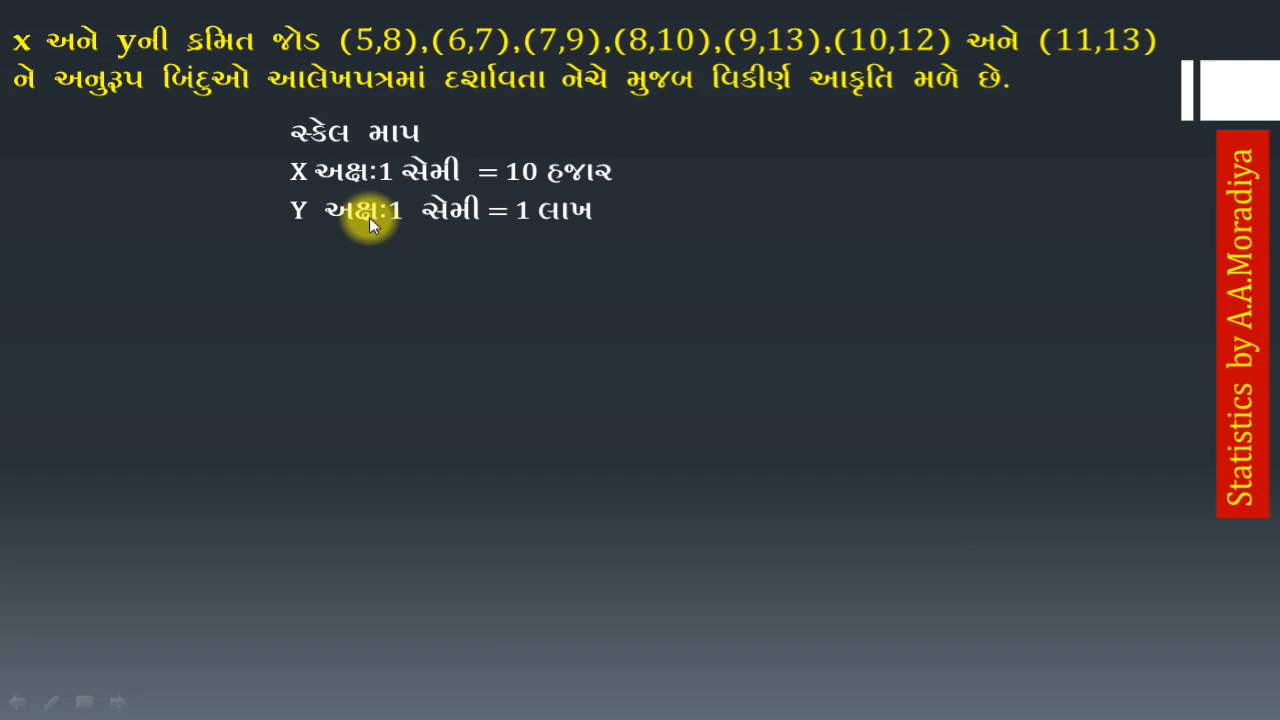 x અને yની ક્રમિત જોડ (5,8),(6,7),(7,9),(8,10),(9,13),(10,12) અને (11,13)
ને અનુરૂપ બિંદુઓ આલેખપત્રમાં દર્શાવતા નેચે મુજબ વિકીર્ણ આકૃતિ મળે છે.
સ્કેલ માપ
X અક્ષઃ1 સેમી = 10 હજાર
Y અક્ષઃ1 સેમી = 1 લાખ
Statistics by A.A.Moradiya